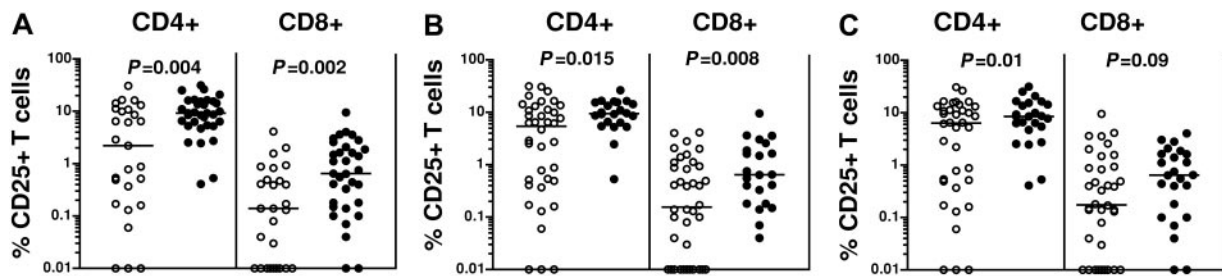 A
CD4+ CD8+
P=0.004 P=0.002
% CD25+ T cells
100
10
1
0.1
0.01
B
CD4+ CD8+
P=0.015 P=0.008
% CD25+ T cells
100
10
1
0.1
0.01
C
CD4+ CD8+
P=0.01 P=0.09
% CD25+ T cells
100
10
1
0.1
0.01